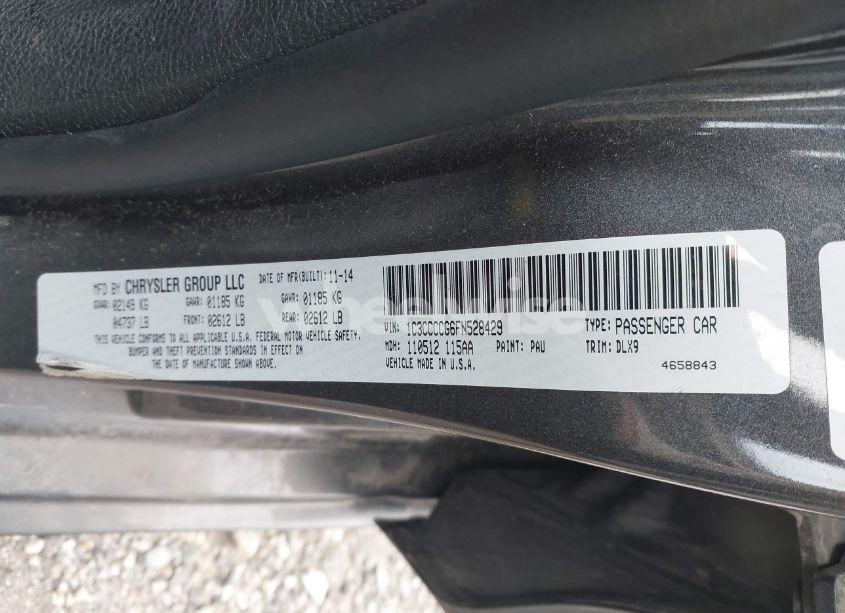 MFD BY CHRYSLER GROUP LLC DATE OF MFR(BUILT): 11-14
GVWR: 02149 KG GAWR: 01185 KG GAWR: 01185 KG
04737 LB FRONT: 02612 LB REAR: 02612 LB
THIS VEHICLE CONFORMS TO ALL APPLICABLE U.S.A. FEDERAL MOTOR VEHICLE SAFETY,
BUMPER AND THEFT PREVENTION STANDARDS IN EFFECT ON
THE DATE OF MANUFACTURE SHOWN ABOVE.
VIN: 1C3CCCCG6FN528429 TYPE: PASSENGER CAR
MDH: 110512 115AA PAINT: PAU TRIM: DLX9
VEHICLE MADE IN U.S.A. 4658843
wheelwise